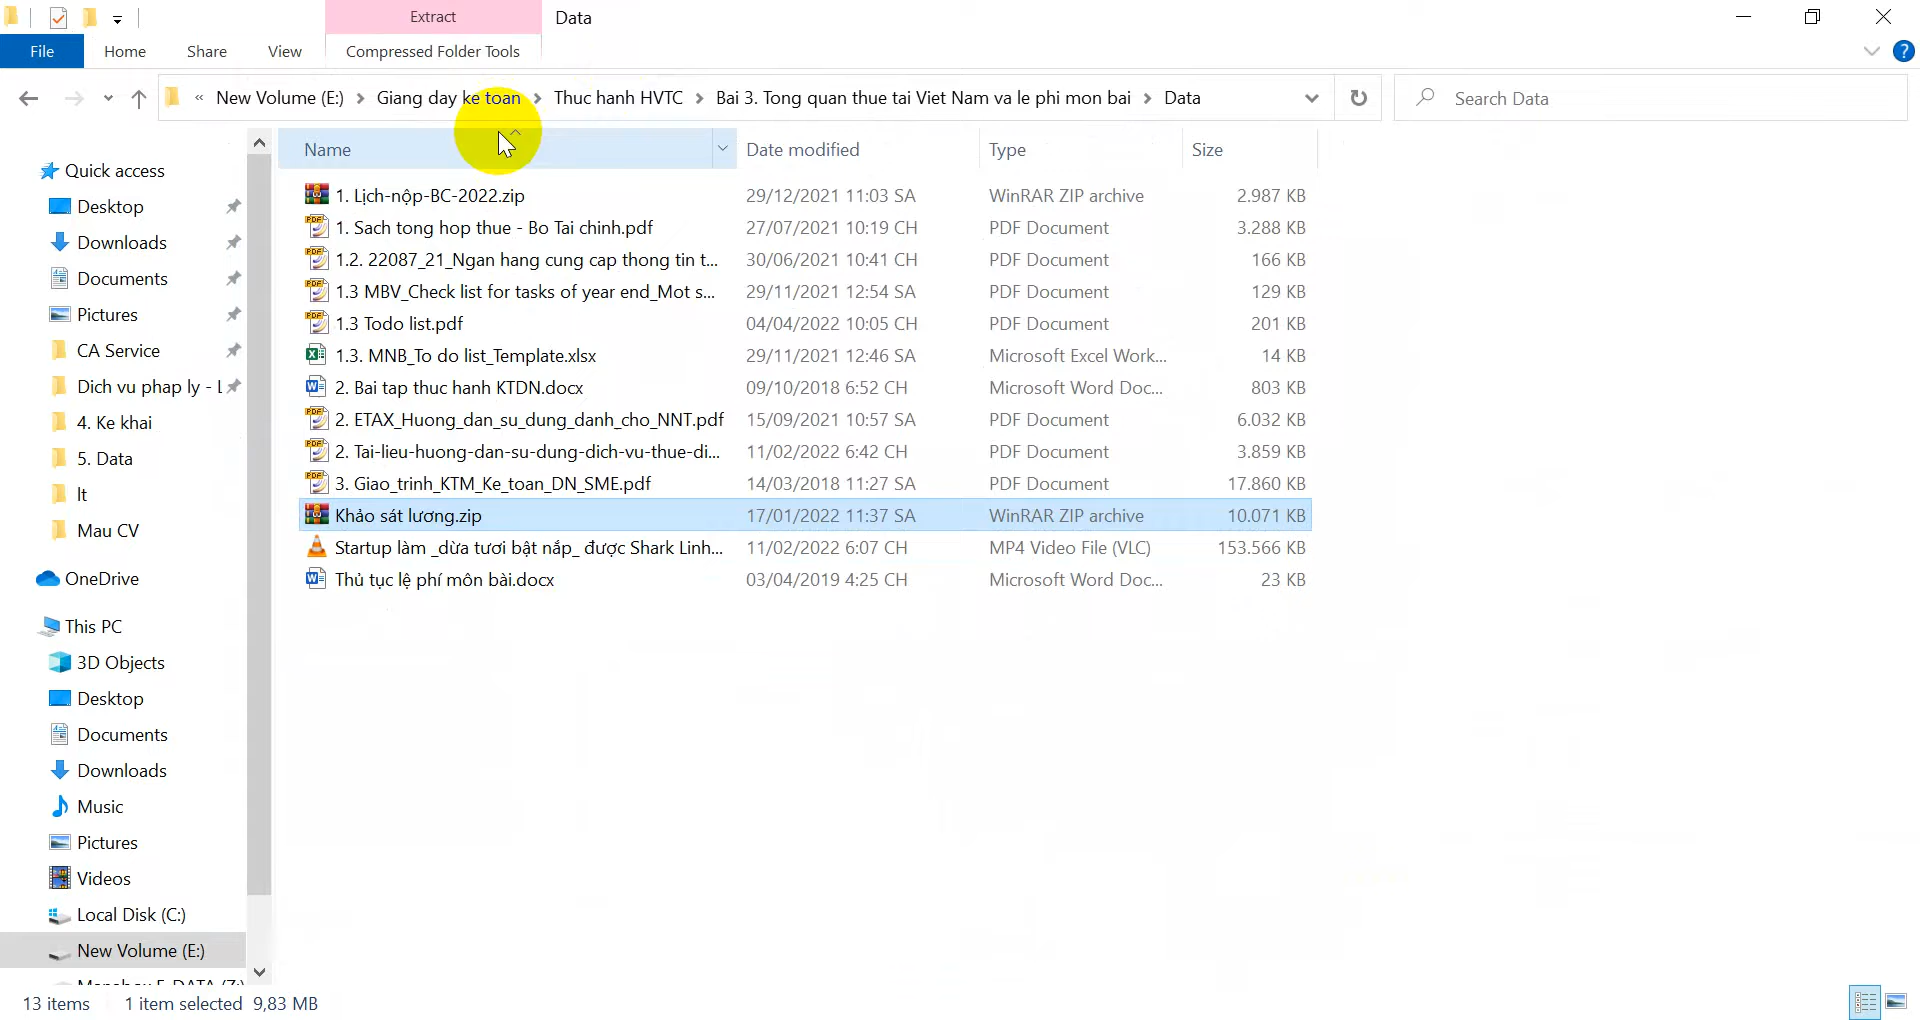 Extract
Data
File
Home
Share
View
Compressed Folder Tools
« New Volume (E:) > Giang day ke toan > Thuc hanh HVTC > Bai 3. Tong quan thue tai Viet Nam va le phi mon bai > Data
Search Data
Name
Date modified
Type
Size
Quick access
Desktop
Downloads
Documents
Pictures
CA Service
Dich vu phap ly - L
4. Ke khai
5. Data
lt
Mau CV
OneDrive
This PC
3D Objects
Desktop
Documents
Downloads
Music
Pictures
Videos
Local Disk (C:)
New Volume (E:)
1. Lịch-nộp-BC-2022.zip 29/12/2021 11:03 SA WinRAR ZIP archive 2.987 KB
1. Sach tong hop thue - Bo Tai chinh.pdf 27/07/2021 10:19 CH PDF Document 3.288 KB
1.2. 22087_21_Ngan hang cung cap thong tin t... 30/06/2021 10:41 CH PDF Document 166 KB
1.3 MBV_Check list for tasks of year end_Mot s... 29/11/2021 12:54 SA PDF Document 129 KB
1.3 Todo list.pdf 04/04/2022 10:05 CH PDF Document 201 KB
1.3. MNB_To do list_Template.xlsx 29/11/2021 12:46 SA Microsoft Excel Work... 14 KB
2. Bai tap thuc hanh KTDN.docx 09/10/2018 6:52 CH Microsoft Word Doc... 803 KB
2. ETAX_Huong_dan_su_dung_danh_cho_NNT.pdf 15/09/2021 10:57 SA PDF Document 6.032 KB
2. Tai-lieu-huong-dan-su-dung-dich-vu-thue-di... 11/02/2022 6:42 CH PDF Document 3.859 KB
3. Giao_trinh_KTM_Ke_toan_DN_SME.pdf 14/03/2018 11:27 SA PDF Document 17.860 KB
Khảo sát lương.zip 17/01/2022 11:37 SA WinRAR ZIP archive 10.071 KB
Startup làm _dừa tươi bật nắp_ được Shark Linh... 11/02/2022 6:07 CH MP4 Video File (VLC) 153.566 KB
Thủ tục lệ phí môn bài.docx 03/04/2019 4:25 CH Microsoft Word Doc... 23 KB
13 items 1 item selected 9,83 MB